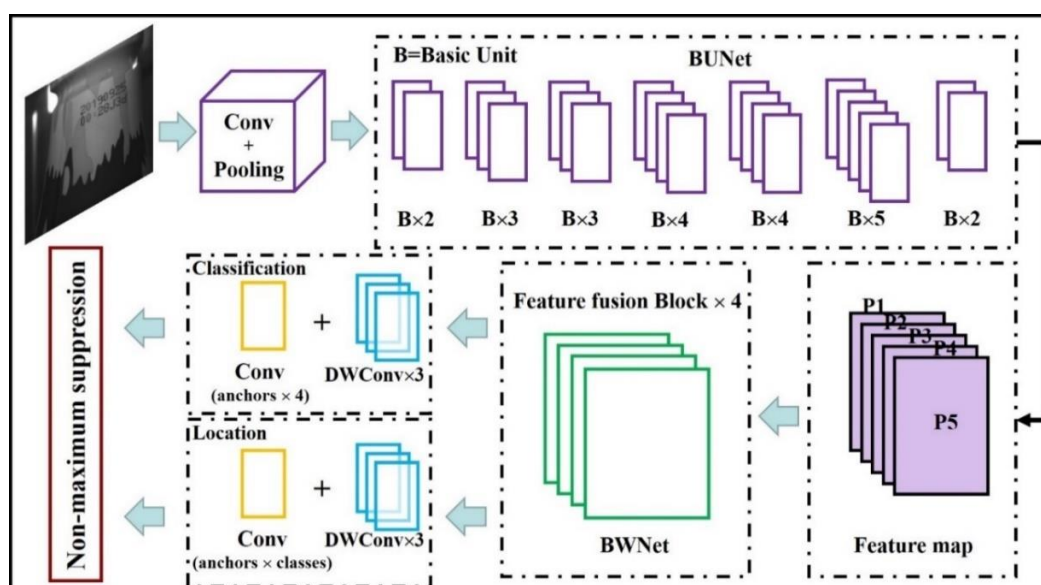 B=Basic Unit
BUNet
Conv
+
Pooling
B×2
B×3
B×3
B×4
B×4
B×5
B×2
Non-maximum suppression
Classification
+
Conv
DWConv×3
(anchors × 4)
Location
+
Conv
DWConv×3
(anchors × classes)
Feature fusion Block × 4
BWNet
P1
P2
P3
P4
P5
Feature map